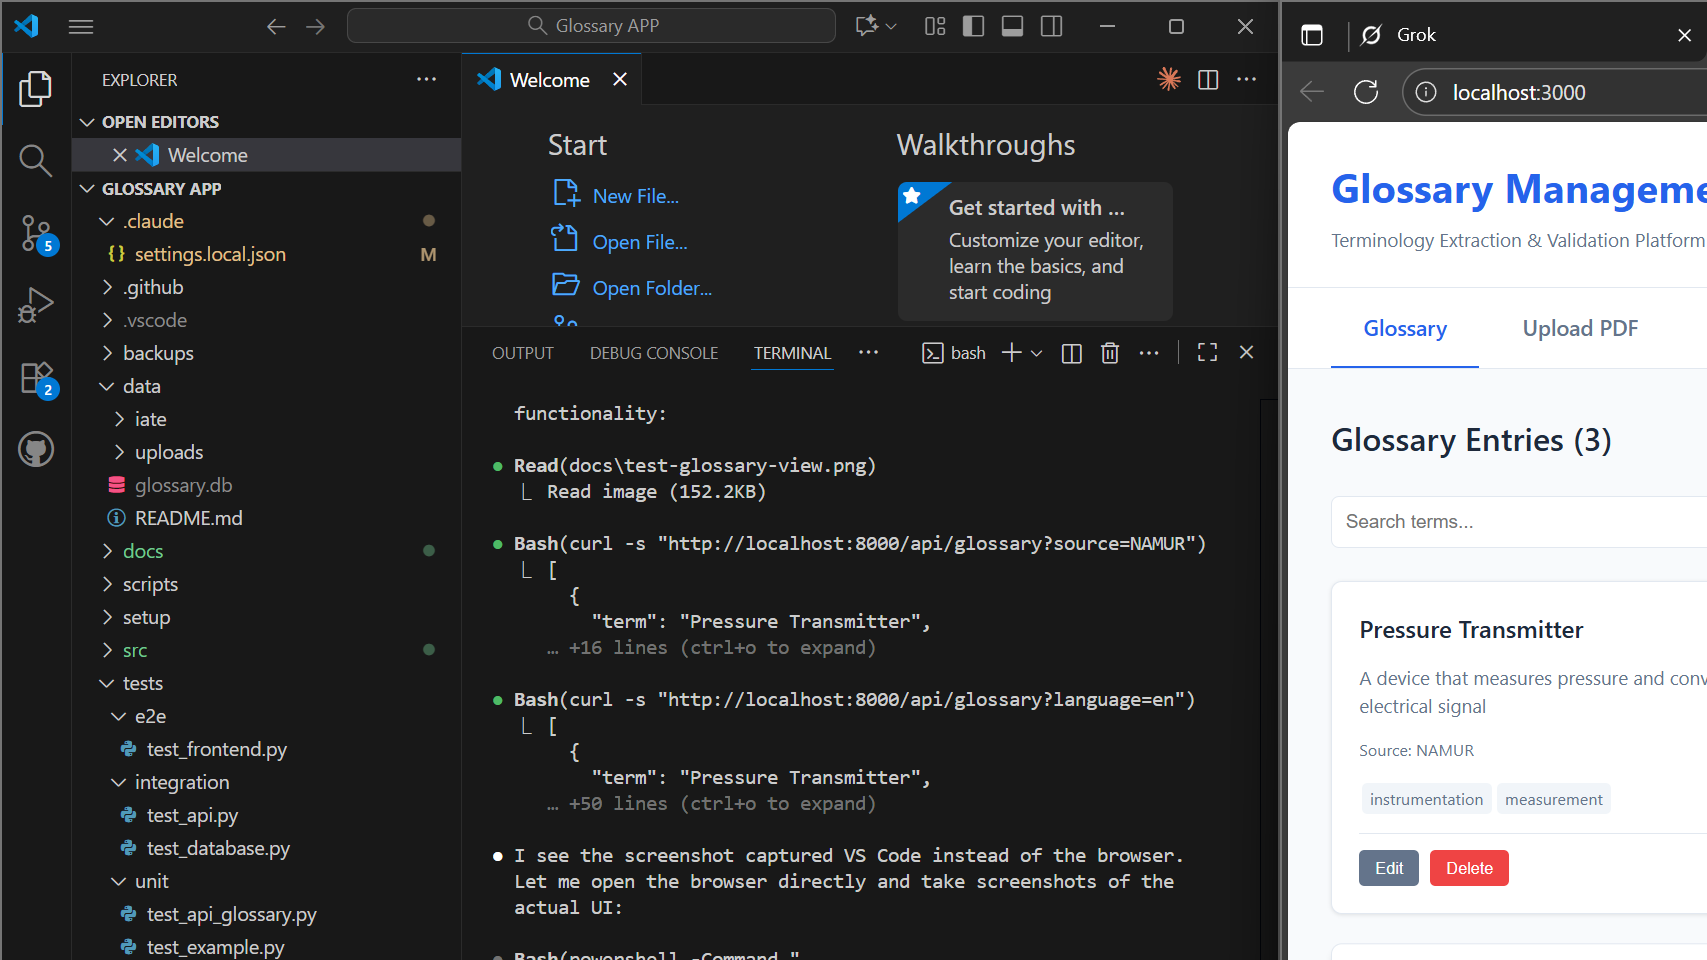 Glossary APP
EXPLORER
OPEN EDITORS
Welcome
GLOSSARY APP
.claude
{} settings.local.json M
.github
.vscode
backups
data
iate
uploads
glossary.db
README.md
docs
scripts
setup
src
tests
e2e
test_frontend.py
integration
test_api.py
test_database.py
unit
test_api_glossary.py
test_example.py
5
2
Welcome
Start
New File...
Open File...
Open Folder...
Walkthroughs
Get started with ...
Customize your editor,
learn the basics, and
start coding
OUTPUT DEBUG CONSOLE TERMINAL ··· bash
functionality:
● Read(docs\test-glossary-view.png)
⎿ Read image (152.2KB)
● Bash(curl -s "http://localhost:8000/api/glossary?source=NAMUR")
⎿ [
{
"term": "Pressure Transmitter",
… +16 lines (ctrl+o to expand)
● Bash(curl -s "http://localhost:8000/api/glossary?language=en")
⎿ [
{
"term": "Pressure Transmitter",
… +50 lines (ctrl+o to expand)
● I see the screenshot captured VS Code instead of the browser.
Let me open the browser directly and take screenshots of the
actual UI:
● Bash(powershell -Command "
Grok
localhost:3000
Glossary Manageme
Terminology Extraction & Validation Platform
Glossary Upload PDF
Glossary Entries (3)
Search terms...
Pressure Transmitter
A device that measures pressure and conv
electrical signal
Source: NAMUR
instrumentation measurement
Edit Delete